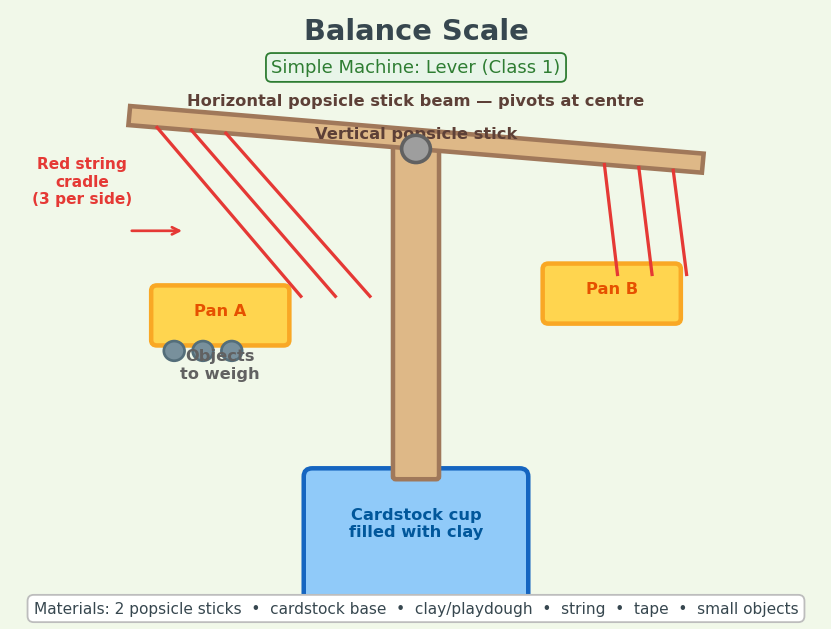 Balance Scale
Simple Machine: Lever (Class 1)
Horizontal popsicle stick beam — pivots at centre
Vertical popsicle stick
Red string
cradle
(3 per side)
Pan A
Pan B
Objects
to weigh
Cardstock cup
filled with clay
Materials: 2 popsicle sticks • cardstock base • clay/playdough • string • tape • small objects